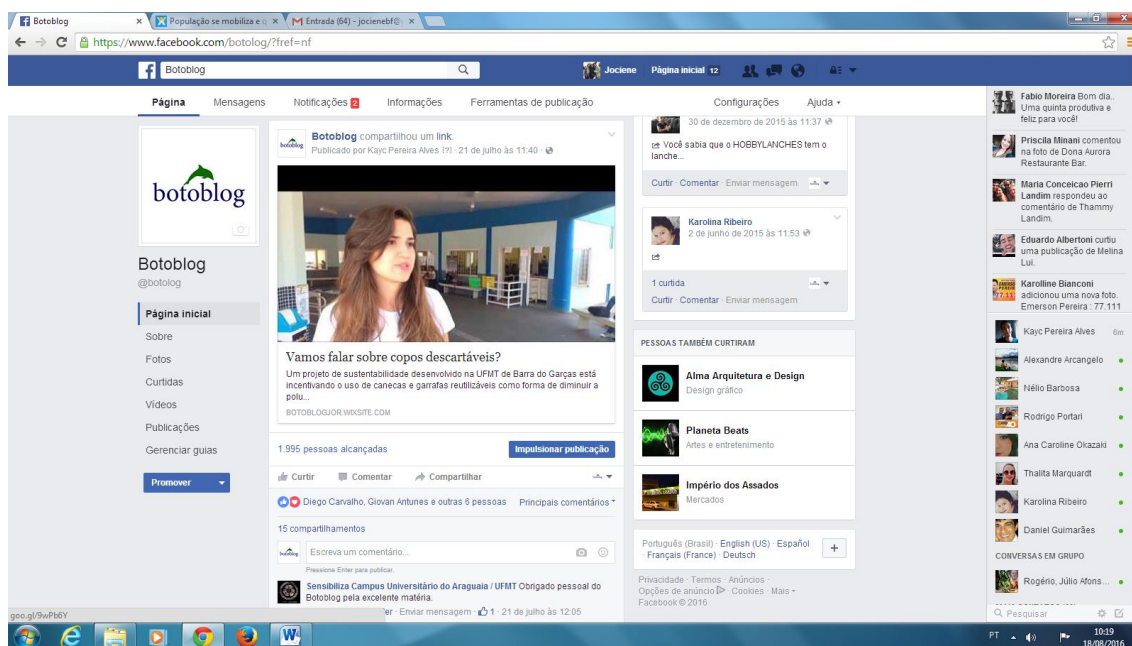 Botoblog
População se mobiliza e q
Entrada (64) - jocienebf@
https://www.facebook.com/botolog/?fref=nf
Botoblog
Jociene
Página inicial 12
Página
Mensagens
Notificações 2
Informações
Ferramentas de publicação
Configurações
Ajuda
botoblog
Botoblog
@botolog
Página inicial
Sobre
Fotos
Curtidas
Vídeos
Publicações
Gerenciar guias
Promover
botoblog
Botoblog compartilhou um link.
Publicado por Kayc Pereira Alves [?] · 21 de julho às 11:40 ·
Vamos falar sobre copos descartáveis?
Um projeto de sustentabilidade desenvolvido na UFMT de Barra do Garças está
incentivando o uso de canecas e garrafas reutilizáveis como forma de diminuir a
polu...
BOTOBLOGJOR.WIXSITE.COM
1.995 pessoas alcançadas
Impulsionar publicação
Curtir
Comentar
Compartilhar
Diego Carvalho, Giovan Antunes e outras 6 pessoas
Principais comentários
15 compartilhamentos
Escreva um comentário...
Pressione Enter para publicar.
Sensibiliza Campus Universitário do Araguaia / UFMT Obrigado pessoal do
Botoblog pela excelente matéria.
er · Enviar mensagem · 1 · 21 de julho às 12:05
30 de dezembro de 2015 às 11:37
Você sabia que o HOBBYLANCHES tem o
lanche...
Curtir · Comentar · Enviar mensagem
Karolina Ribeiro
2 de junho de 2015 às 11:53
1 curtida
Curtir · Comentar · Enviar mensagem
PESSOAS TAMBÉM CURTIRAM
Alma Arquitetura e Design
Design gráfico
Planeta Beats
Artes e entretenimento
Império dos Assados
Mercados
Português (Brasil) · English (US) · Español
· Français (France) · Deutsch
+
Privacidade · Termos · Anúncios ·
Opções de anúncio · Cookies · Mais
Facebook © 2016
Fabio Moreira Bom dia..
Uma quinta produtiva e
feliz para você!
Priscila Minani comentou
na foto de Dona Aurora
Restaurante Bar.
Maria Conceicao Pierri
Landim respondeu ao
comentário de Thammy
Landim.
Eduardo Albertoni curtiu
uma publicação de Melina
Lui.
Karolline Bianconi
adicionou uma nova foto.
Emerson Pereira : 77.111
77.11
Kayc Pereira Alves 6m
Alexandre Arcangelo
Nélio Barbosa
Rodrigo Portari
Ana Caroline Okazaki
Thalita Marquardt
Karolina Ribeiro
Daniel Guimarães
CONVERSAS EM GRUPO
Rogério, Júlio Afons...
Pesquisar
goo.gl/9wPb6Y
PT
10:19
18/08/2016